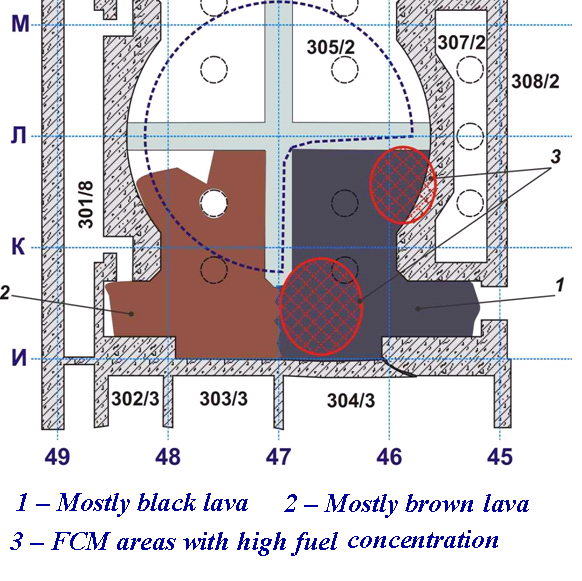 М
305/2
307/2
308/2
Л
3
301/8
К
2
1
И
302/3
303/3
304/3
49
48
47
46
45
1 – Mostly black lava 2 – Mostly brown lava
3 – FCM areas with high fuel concentration